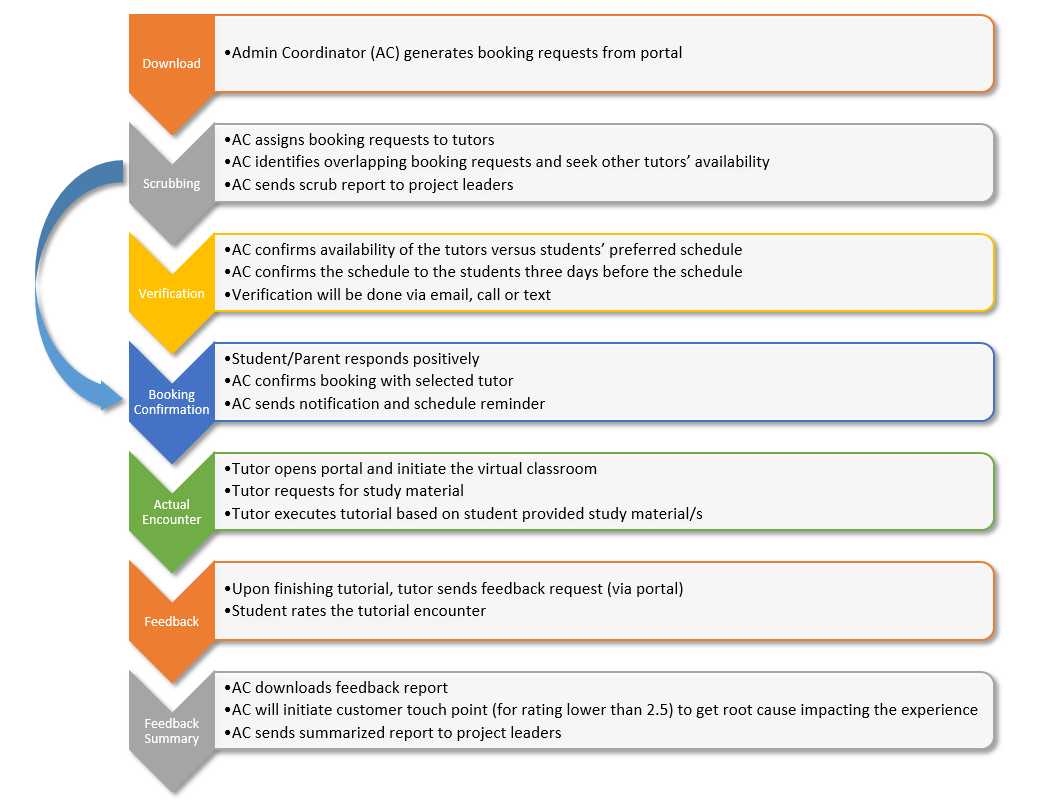 Download
•Admin Coordinator (AC) generates booking requests from portal
Scrubbing
•AC assigns booking requests to tutors
•AC identifies overlapping booking requests and seek other tutors’ availability
•AC sends scrub report to project leaders
Verification
•AC confirms availability of the tutors versus students’ preferred schedule
•AC confirms the schedule to the students three days before the schedule
•Verification will be done via email, call or text
Booking
Confirmation
•Student/Parent responds positively
•AC confirms booking with selected tutor
•AC sends notification and schedule reminder
Actual
Encounter
•Tutor opens portal and initiate the virtual classroom
•Tutor requests for study material
•Tutor executes tutorial based on student provided study material/s
Feedback
•Upon finishing tutorial, tutor sends feedback request (via portal)
•Student rates the tutorial encounter
Feedback
Summary
•AC downloads feedback report
•AC will initiate customer touch point (for rating lower than 2.5) to get root cause impacting the experience
•AC sends summarized report to project leaders